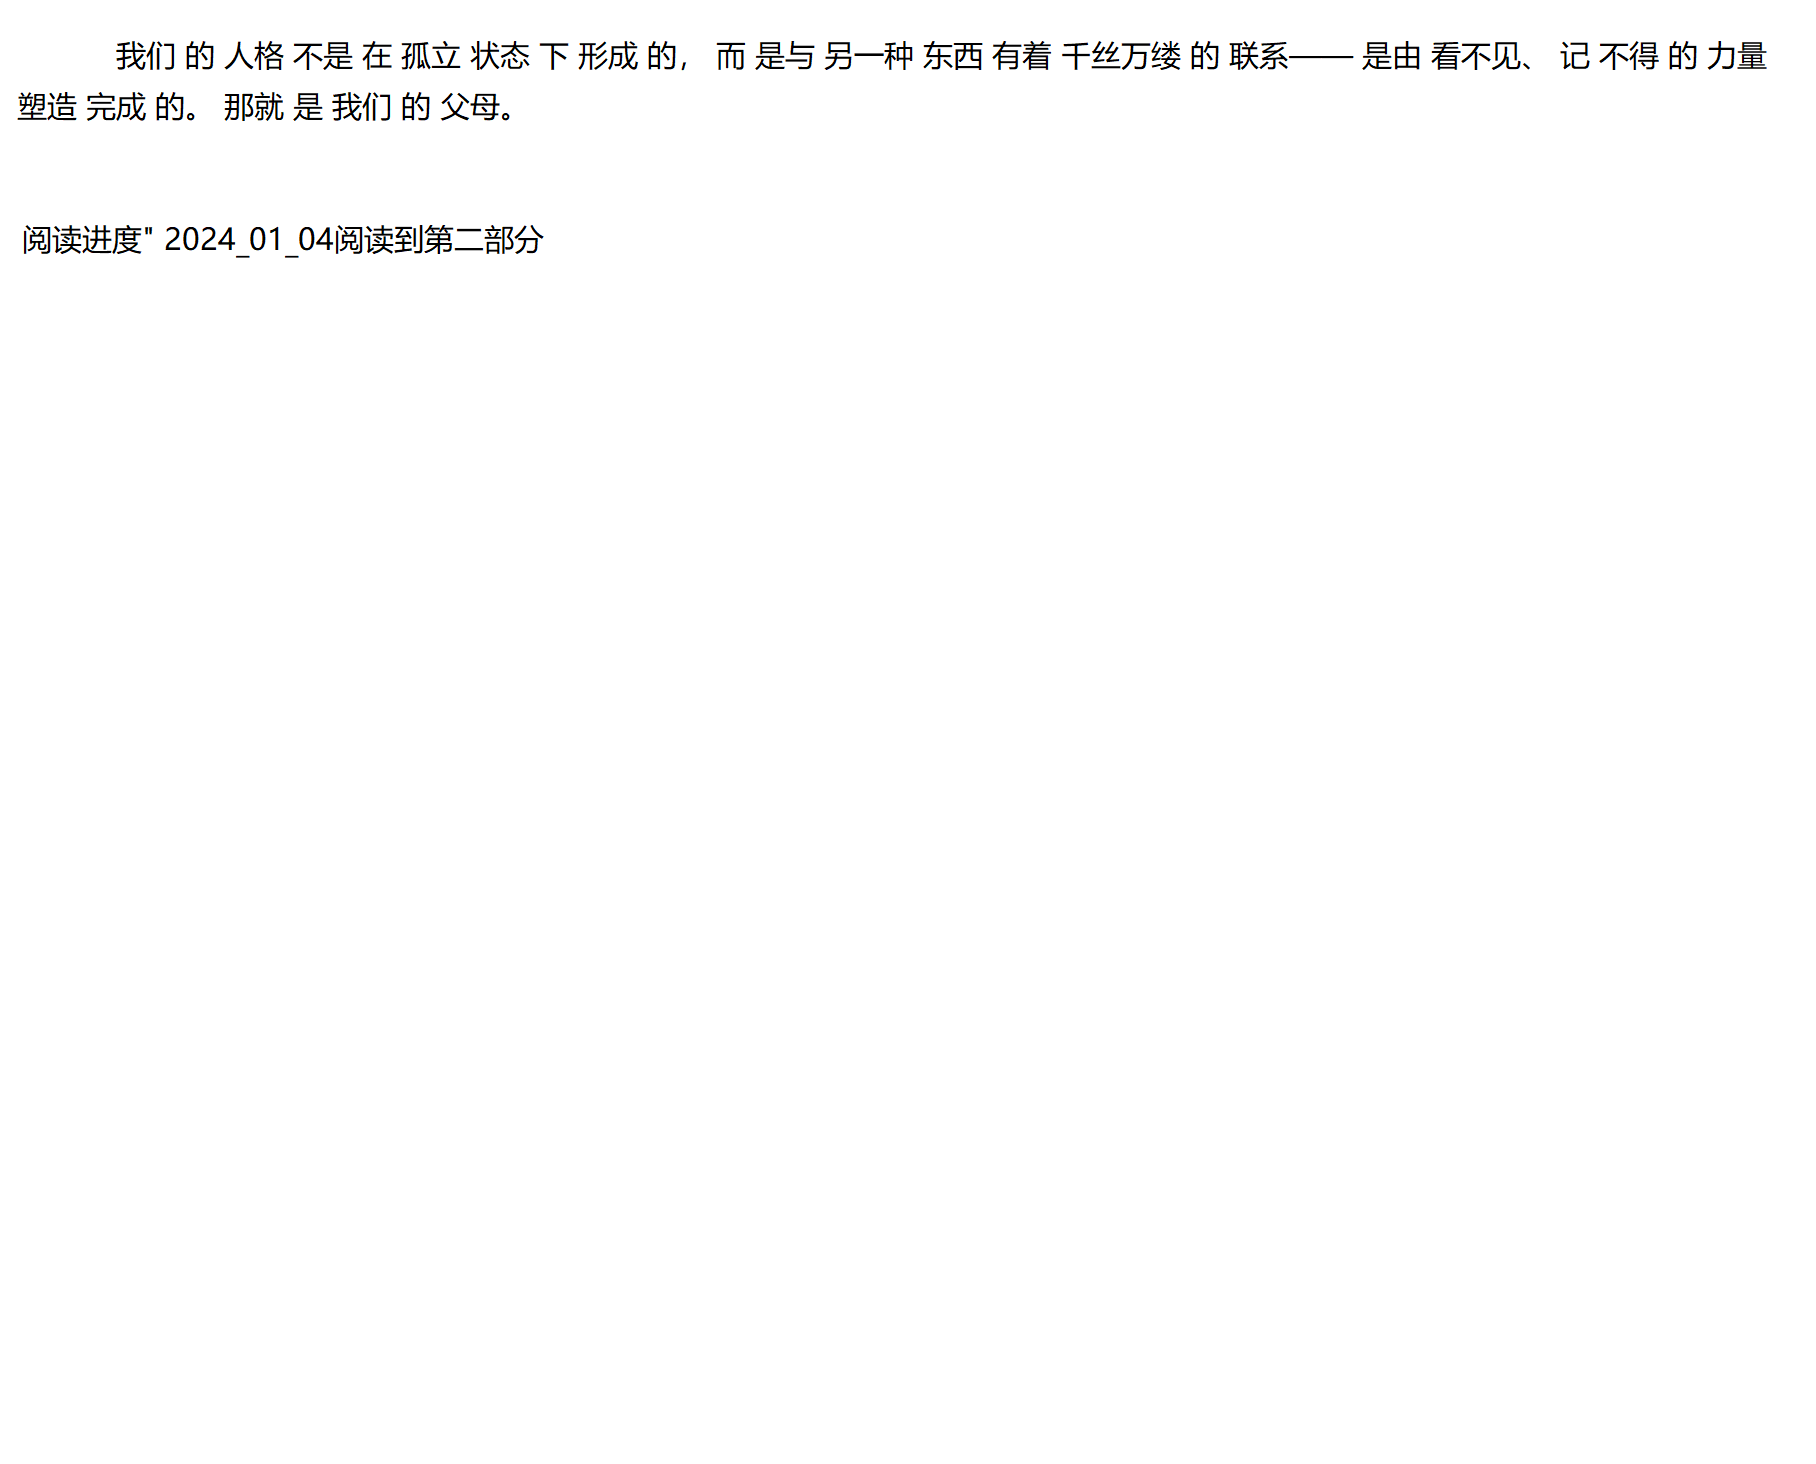 我们 的 人格 不是 在 孤立 状态 下 形成 的， 而 是与 另一种 东西 有着 千丝万缕 的 联系—— 是由 看不见、 记 不得 的 力量
塑造 完成 的。 那就 是 我们 的 父母。
阅读进度" 2024_01_04阅读到第二部分